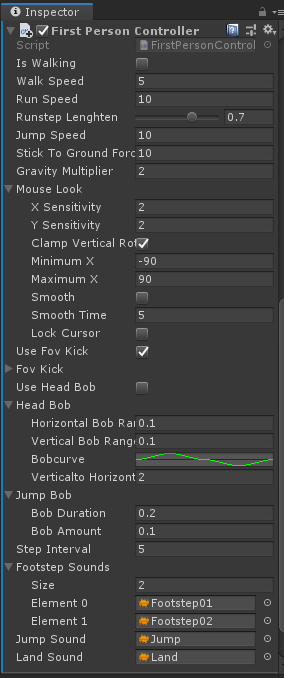 Inspector
First Person Controller
Script FirstPersonControl
Is Walking
Walk Speed 5
Run Speed 10
Runstep Lenghten 0.7
Jump Speed 10
Stick To Ground Forc 10
Gravity Multiplier 2
Mouse Look
X Sensitivity 2
Y Sensitivity 2
Clamp Vertical Rot
Minimum X -90
Maximum X 90
Smooth
Smooth Time 5
Lock Cursor
Use Fov Kick
Fov Kick
Use Head Bob
Head Bob
Horizontal Bob Ran 0.1
Vertical Bob Range 0.1
Bobcurve
Verticalto Horizont 2
Jump Bob
Bob Duration 0.2
Bob Amount 0.1
Step Interval 5
Footstep Sounds
Size 2
Element 0 Footstep01
Element 1 Footstep02
Jump Sound Jump
Land Sound Land